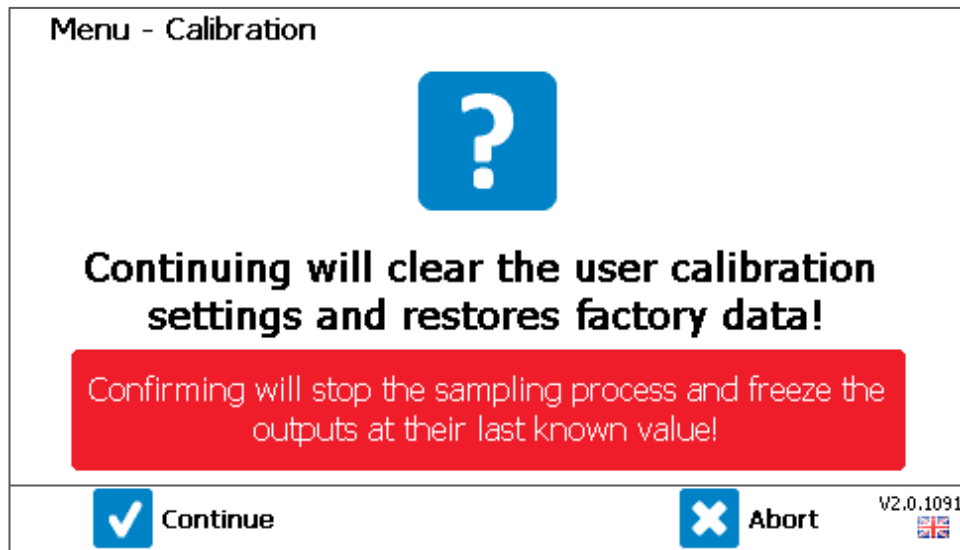 Menu - Calibration
?
Continuing will clear the user calibration
settings and restores factory data!
Confirming will stop the sampling process and freeze the
outputs at their last known value!
Continue
Abort
V2.0.1091